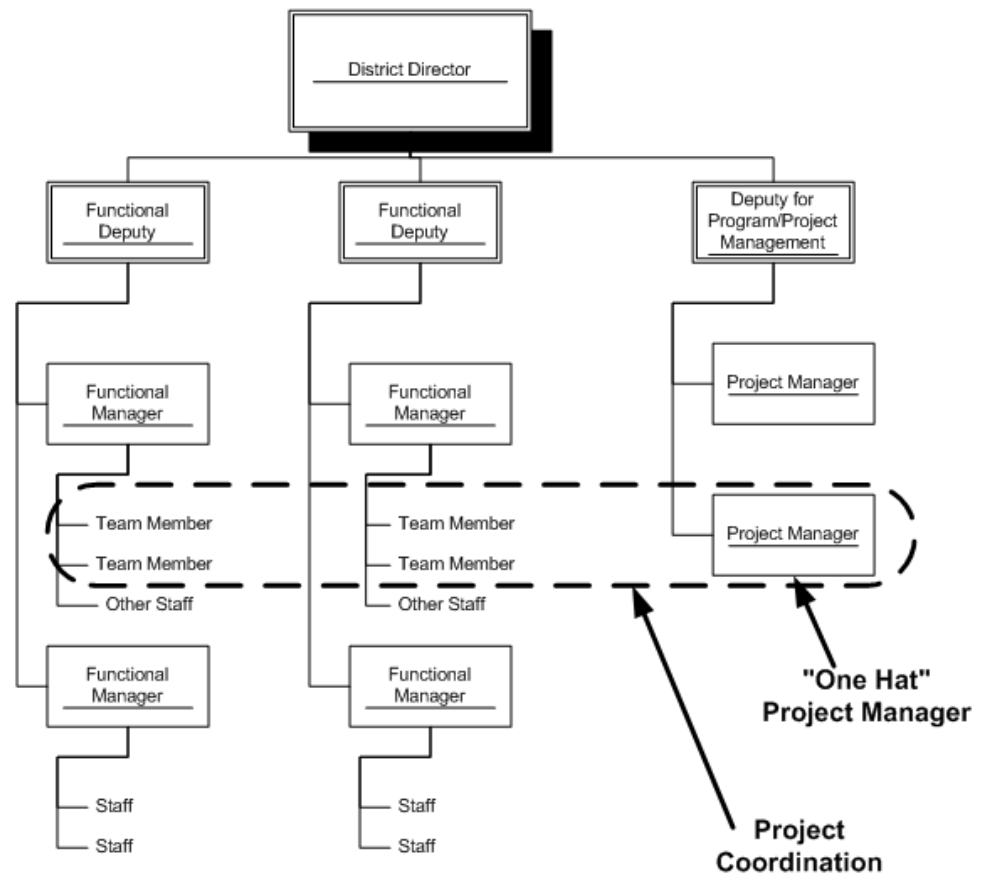 District Director
Functional
Deputy
Functional
Deputy
Deputy for
Program/Project
Management
Functional
Manager
Functional
Manager
Project Manager
Team Member
Team Member
Other Staff
Team Member
Team Member
Other Staff
Project Manager
Functional
Manager
Functional
Manager
"One Hat"
Project Manager
Staff
Staff
Staff
Staff
Project
Coordination